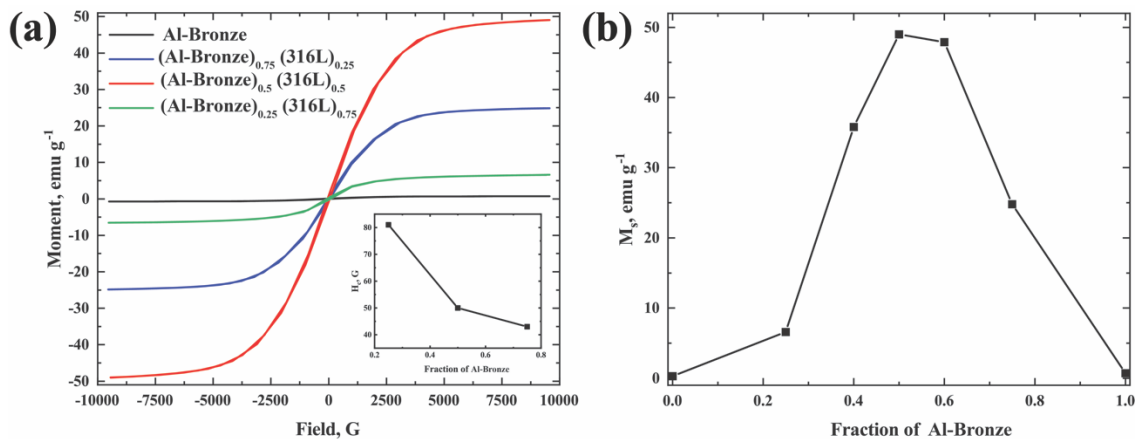 (a)
Al-Bronze
(Al-Bronze)0.75 (316L)0.25
(Al-Bronze)0.5 (316L)0.5
(Al-Bronze)0.25 (316L)0.75
Moment, emu g-1
50
40
30
20
10
0
-10
-20
-30
-40
-50
-10000 -7500 -5000 -2500 0 2500 5000 7500 10000
Field, G
Hc, G
80
70
60
50
40
0.2 0.4 0.6 0.8
Fraction of Al-Bronze
(b)
Ms, emu g-1
50
40
30
20
10
0
0.0 0.2 0.4 0.6 0.8 1.0
Fraction of Al-Bronze